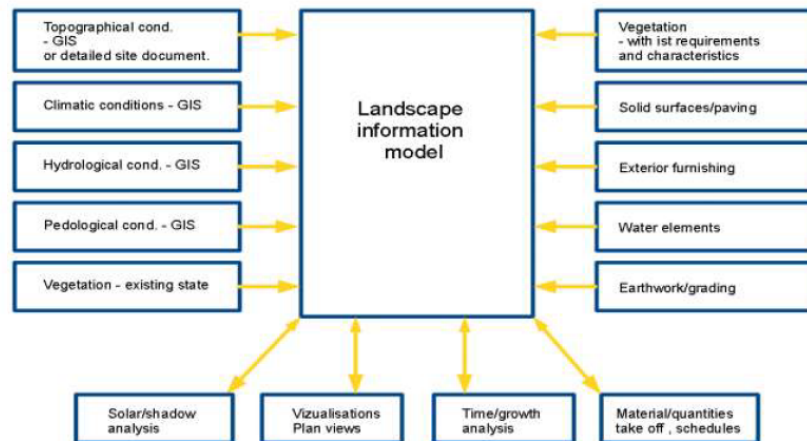 Topographical cond.
- GIS
or detailed site document.
Climatic conditions - GIS
Hydrological cond. - GIS
Pedological cond. - GIS
Vegetation - existing state
Landscape
information
model
Vegetation
- with ist requirements
and characteristics
Solid surfaces/paving
Exterior furnishing
Water elements
Earthwork/grading
Solar/shadow
analysis
Vizualisations
Plan views
Time/growth
analysis
Material/quantities
take off , schedules